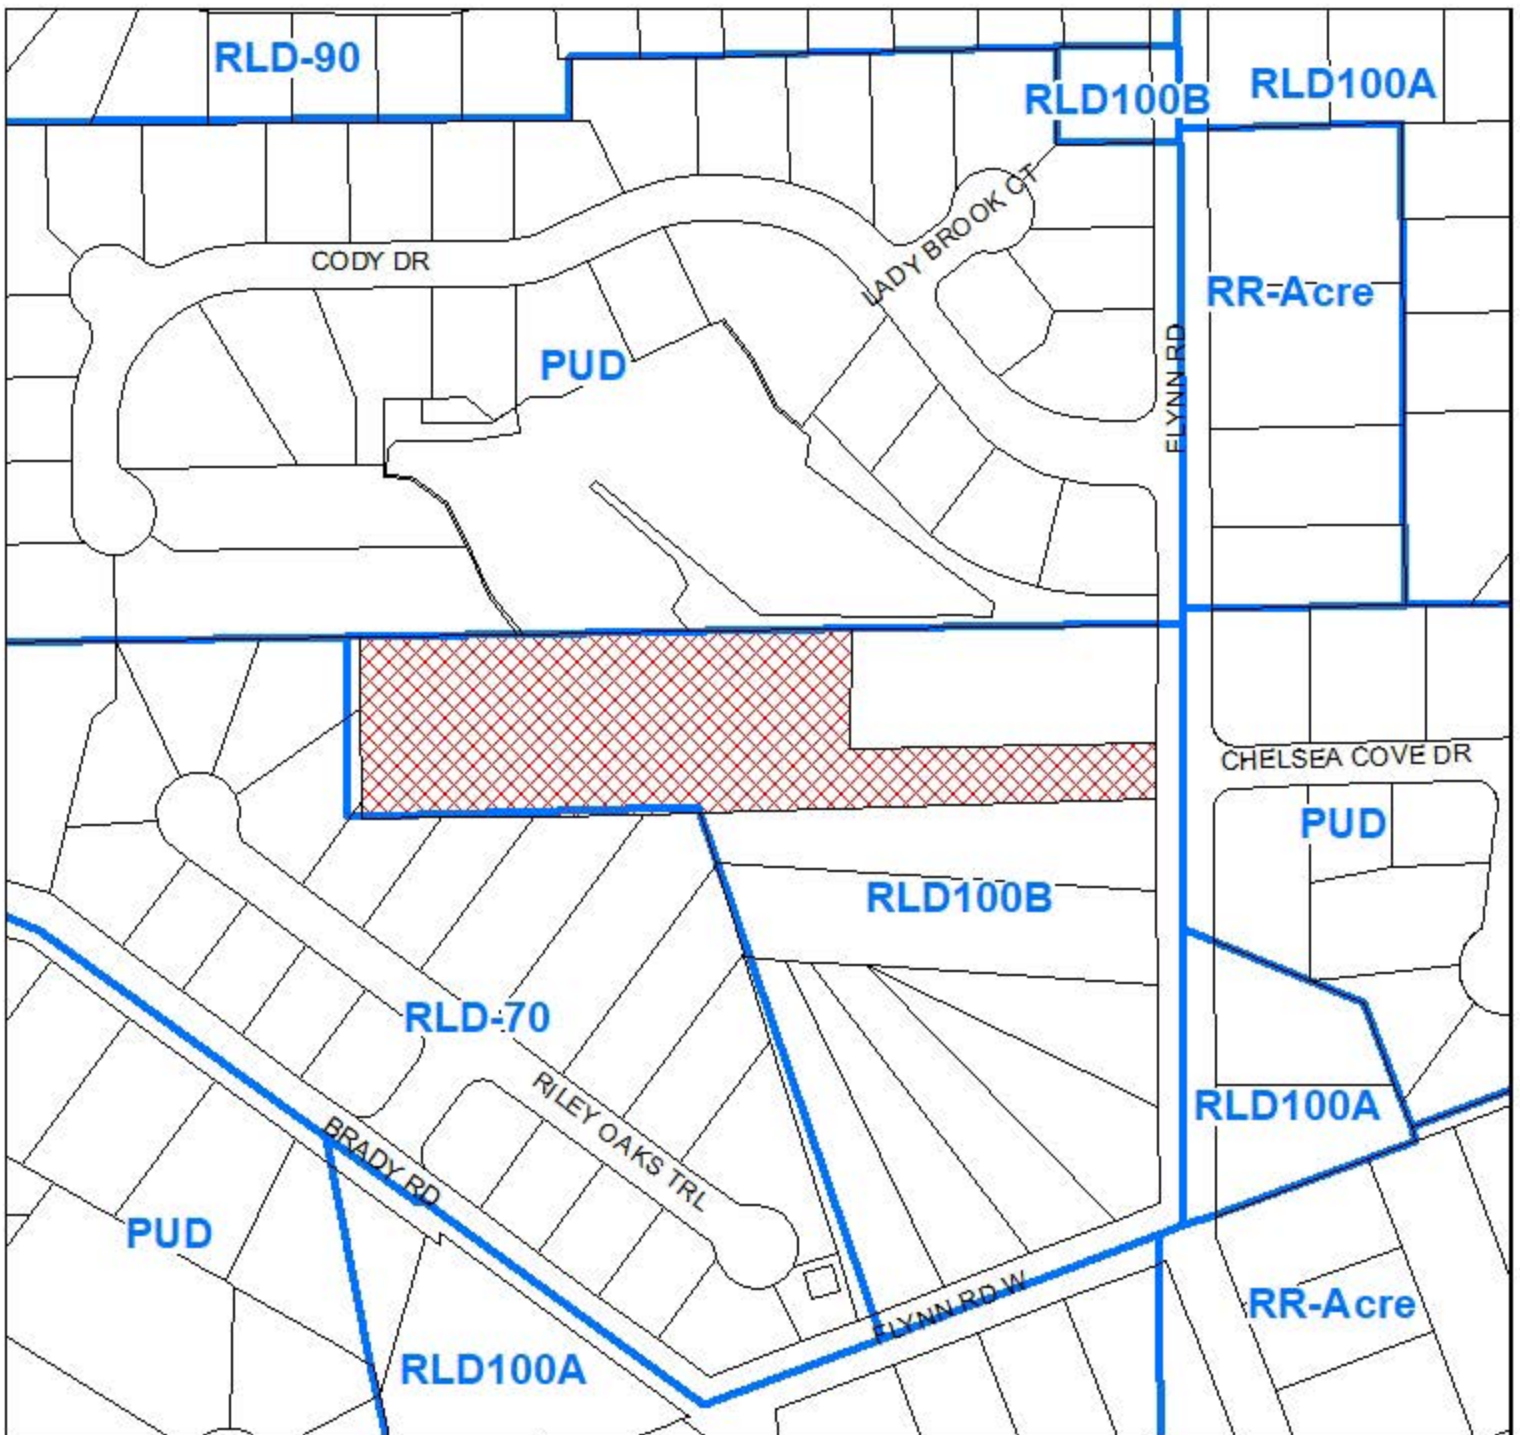 RLD-90
RLD100B
RLD100A
LADY BROOK CT
CODY DR
RR-Acre
PUD
FLYNN RD
CHELSEA COVE DR
PUD
RLD100B
RLD-70
RILEY OAKS TRL
RLD100A
BRADY RD
PUD
FLYNN RD W
RR-Acre
RLD100A